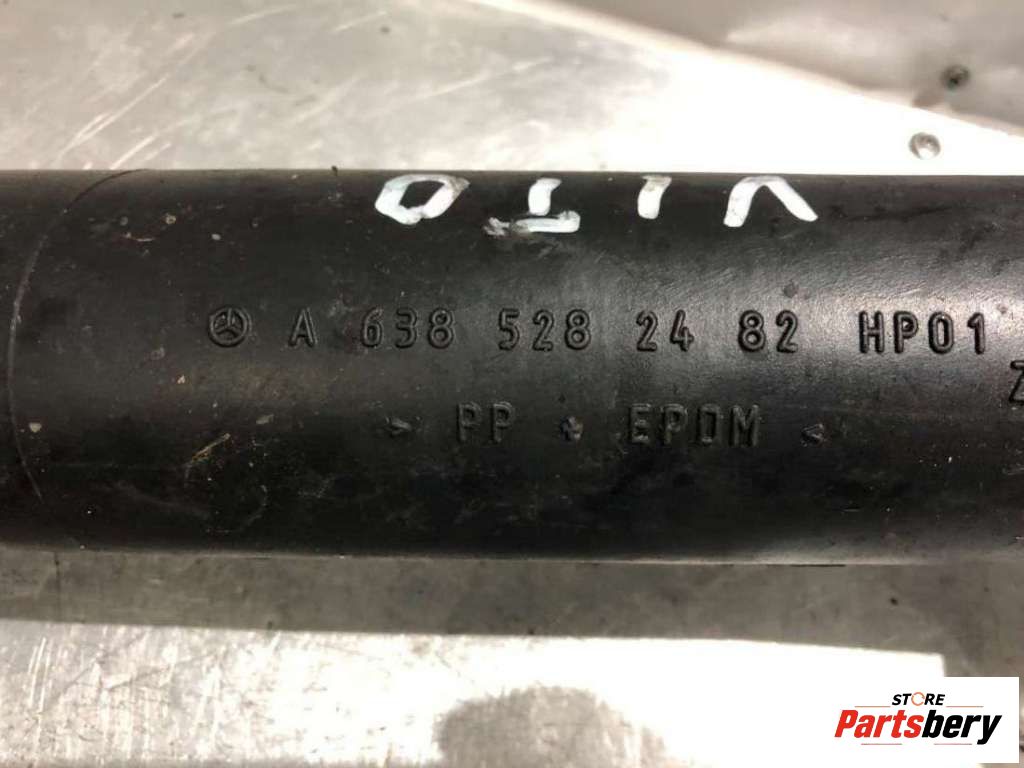 VITO
A 638 528 24 82 HP01
> PP + EPDM <
STORE
Partsbery